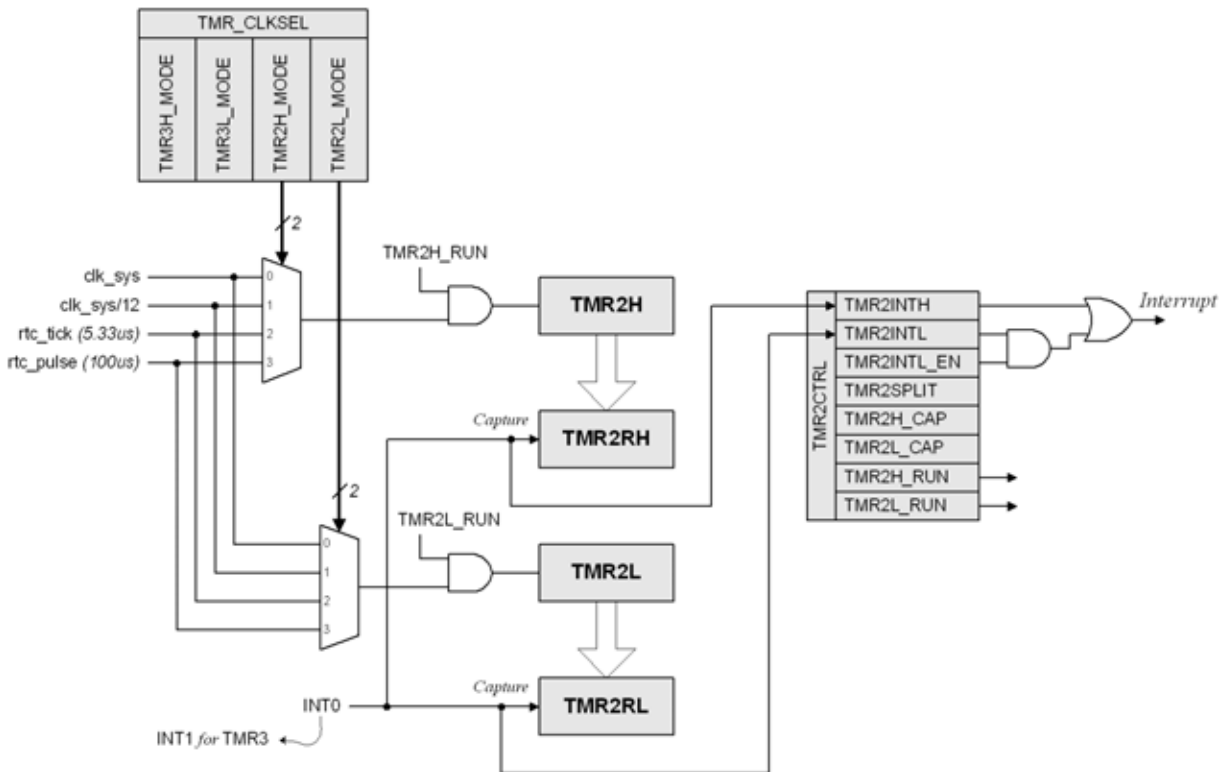 TMR_CLKSEL
TMR3H_MODE
TMR3L_MODE
TMR2H_MODE
TMR2L_MODE
2
TMR2H_RUN
clk_sys
clk_sys/12
rtc_tick (5.33us)
rtc_pulse (100us)
0
1
2
3
TMR2H
Capture
TMR2RH
TMR2CTRL
TMR2INTH
TMR2INTL
TMR2INTL_EN
TMR2SPLIT
TMR2H_CAP
TMR2L_CAP
TMR2H_RUN
TMR2L_RUN
Interrupt
2
TMR2L_RUN
0
1
2
3
TMR2L
Capture
TMR2RL
INT0
INT1 for TMR3